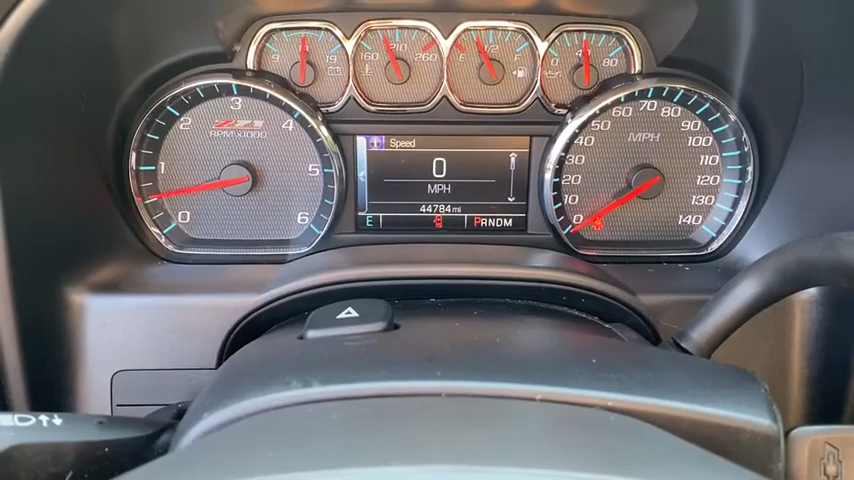 9 19
160 210 260
E 1/2 F
0 40 80
Z71
RPM X1000
0 1 2 3 4 5 6
Speed
0
MPH
44784 mi
E
PRNDM
MPH
0 10 20 30 40 50 60 70 80 90 100 110 120 130 140